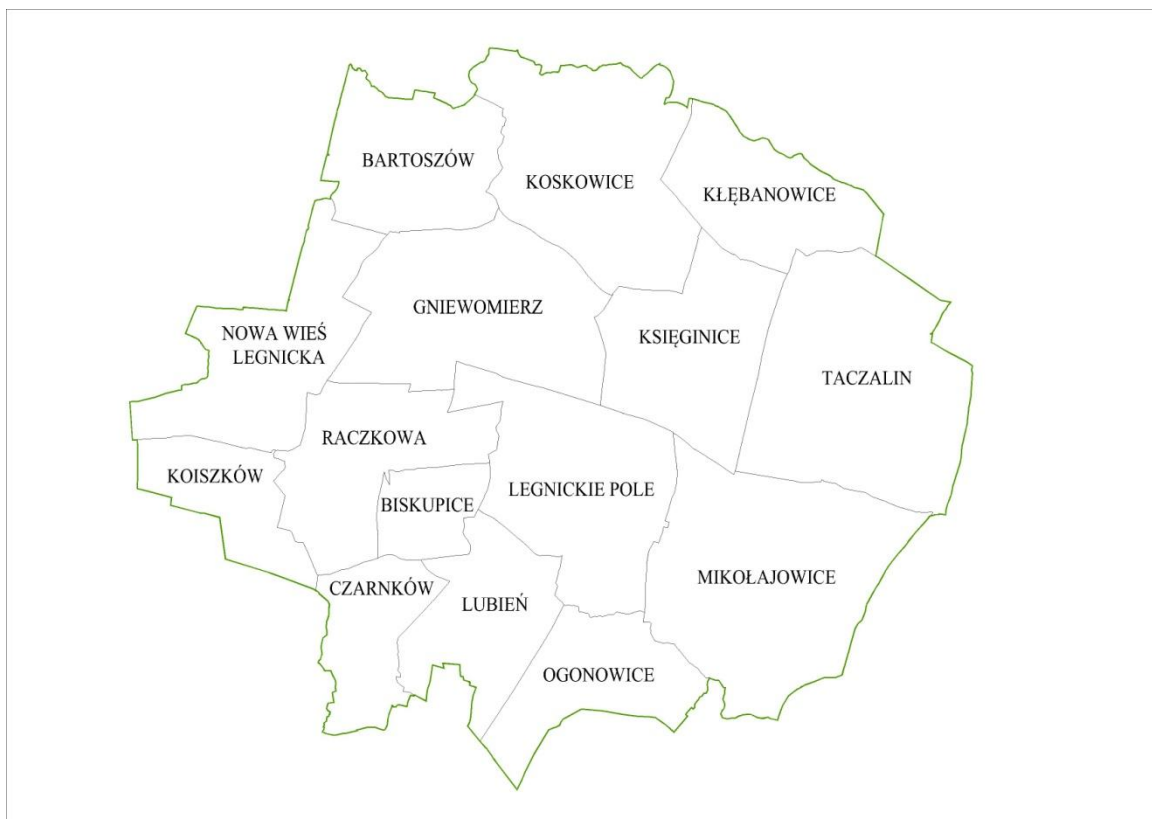 BARTOSZÓW
KOSKOWICE
KŁĘBANOWICE
GNIEWOMIERZ
NOWA WIEŚ
LEGNICKA
KSIĘGINICE
TACZALIN
RACZKOWA
KOISZKÓW
BISKUPICE
LEGNICKIE POLE
CZARNKÓW
LUBIEŃ
MIKOŁAJOWICE
OGONOWICE